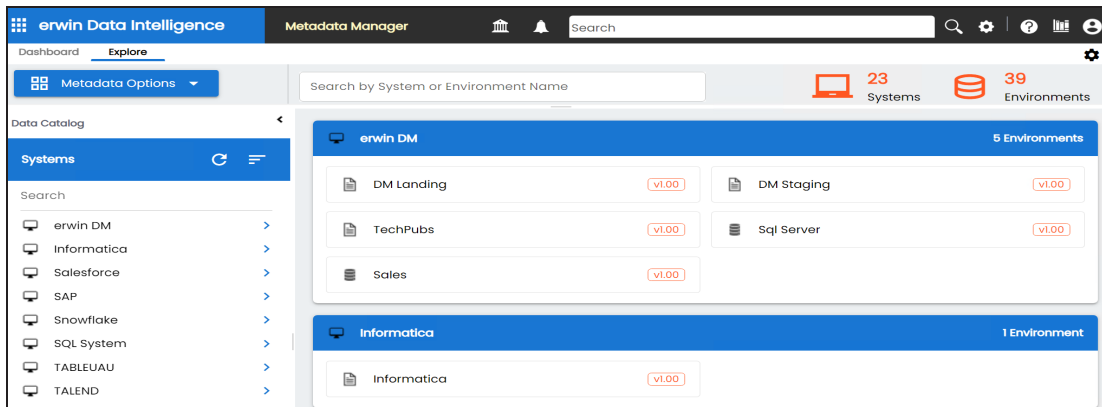 erwin Data Intelligence Metadata Manager Search
Dashboard Explore
Metadata Options Search by System or Environment Name 23 Systems 39 Environments
Data Catalog
Systems
Search
erwin DM
Informatica
Salesforce
SAP
Snowflake
SQL System
TABLEUAU
TALEND
erwin DM 5 Environments
DM Landing v1.00 DM Staging v1.00
TechPubs v1.00 Sql Server v1.00
Sales v1.00
Informatica 1 Environment
Informatica v1.00